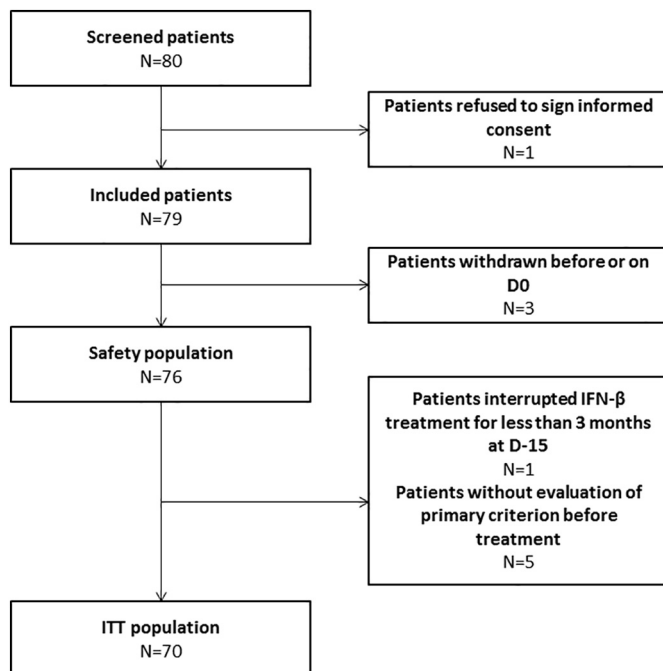 Screened patients
N=80
Patients refused to sign informed
consent
N=1
Included patients
N=79
Patients withdrawn before or on
D0
N=3
Safety population
N=76
Patients interrupted IFN-β
treatment for less than 3 months
at D-15
N=1
Patients without evaluation of
primary criterion before
treatment
N=5
ITT population
N=70